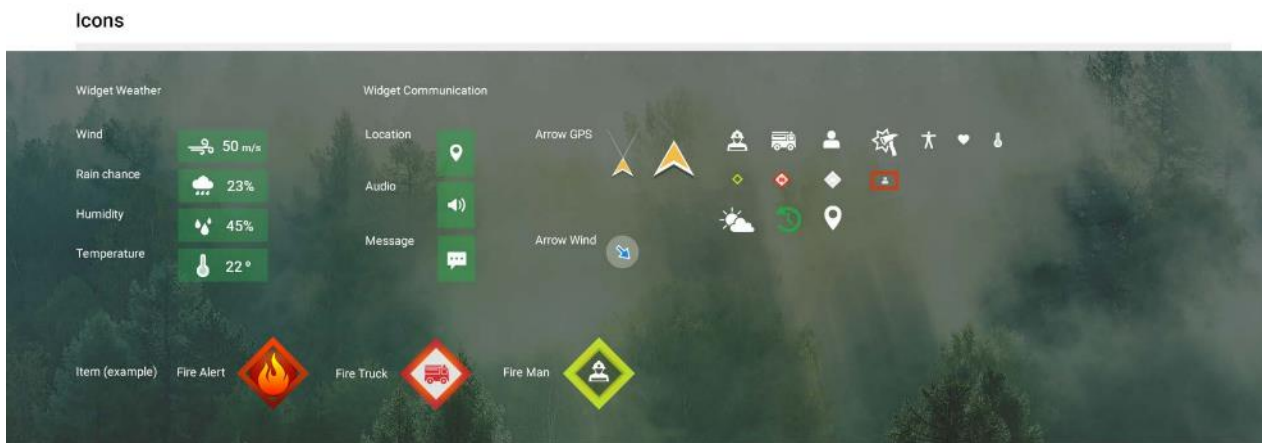 Icons
Widget Weather
Wind
50 m/s
Rain chance
23%
Humidity
45%
Temperature
22 °
Widget Communication
Location
Audio
Message
Arrow GPS
Arrow Wind
Item (example)
Fire Alert
Fire Truck
Fire Man